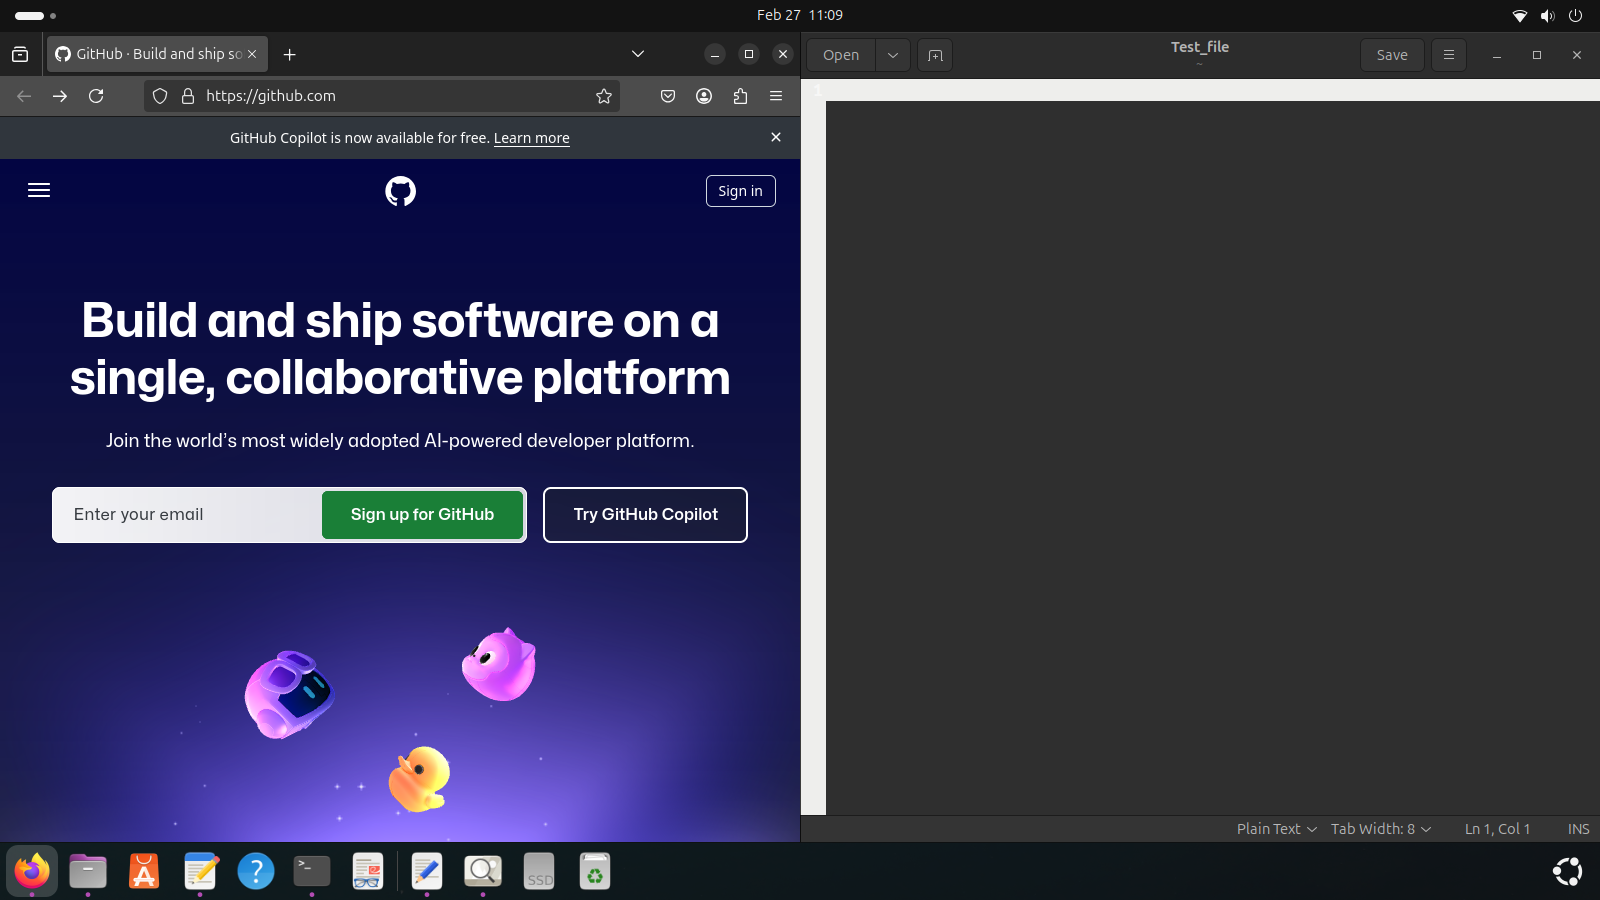 Feb 27 11:09
GitHub · Build and ship so
https://github.com
GitHub Copilot is now available for free. Learn more
Sign in
Build and ship software on a
single, collaborative platform
Join the world's most widely adopted AI-powered developer platform.
Enter your email
Sign up for GitHub
Try GitHub Copilot
Open
Test_file
~
Save
1
Plain Text
Tab Width: 8
Ln 1, Col 1
INS
A
?
>_
SSD